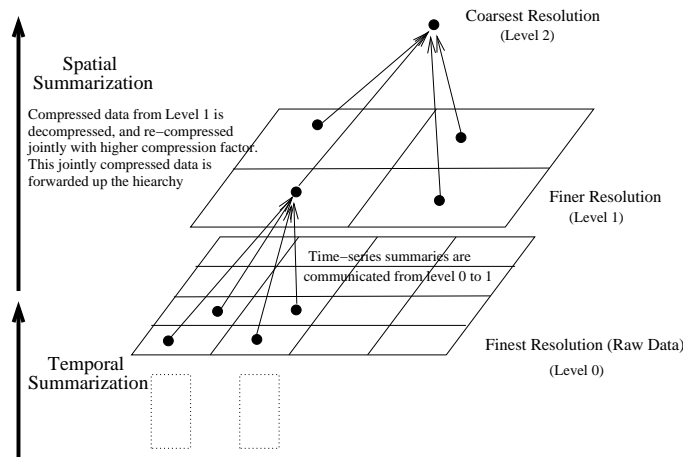 Coarsest Resolution
(Level 2)
Spatial
Summarization
Compressed data from Level 1 is
decompressed, and re−compressed
jointly with higher compression factor.
This jointly compressed data is
forwarded up the hiearchy
Finer Resolution
(Level 1)
Time−series summaries are
communicated from level 0 to 1
Finest Resolution (Raw Data)
(Level 0)
Temporal
Summarization